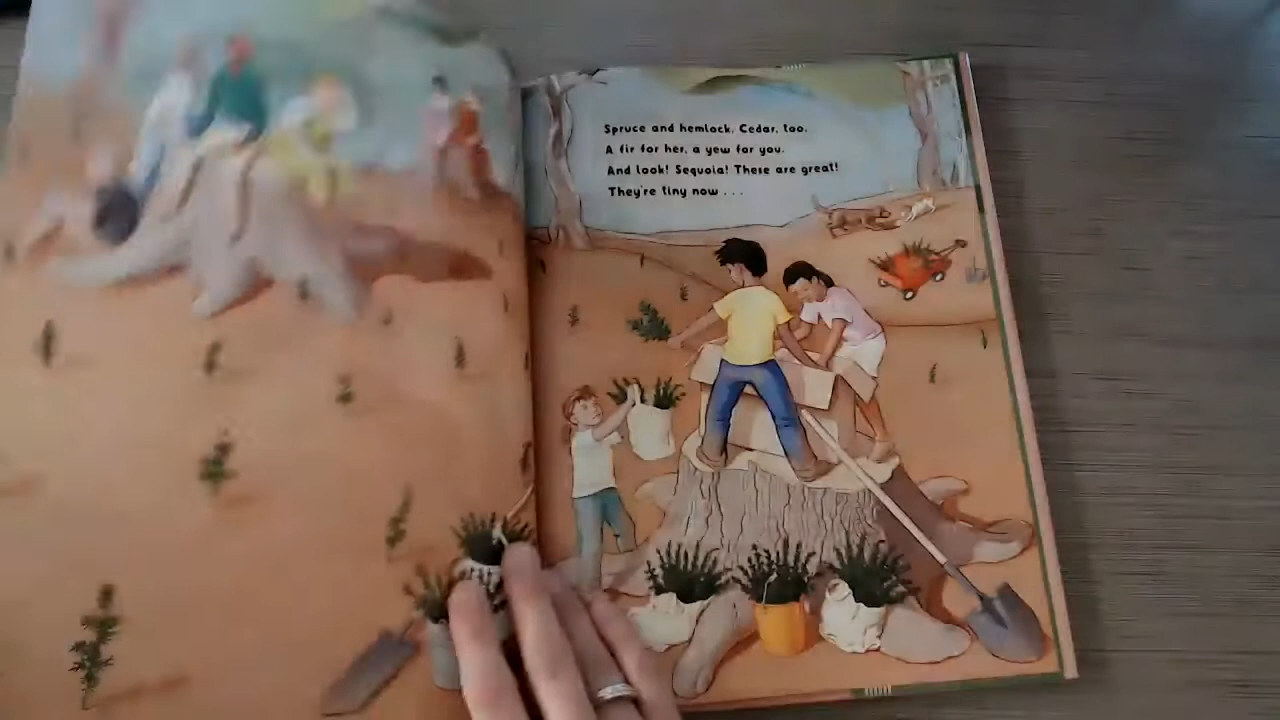 Spruce and hemlock. Cedar, too.
A fir for her, a yew for you.
And look! Sequoia! These are great!
They're tiny now . . .